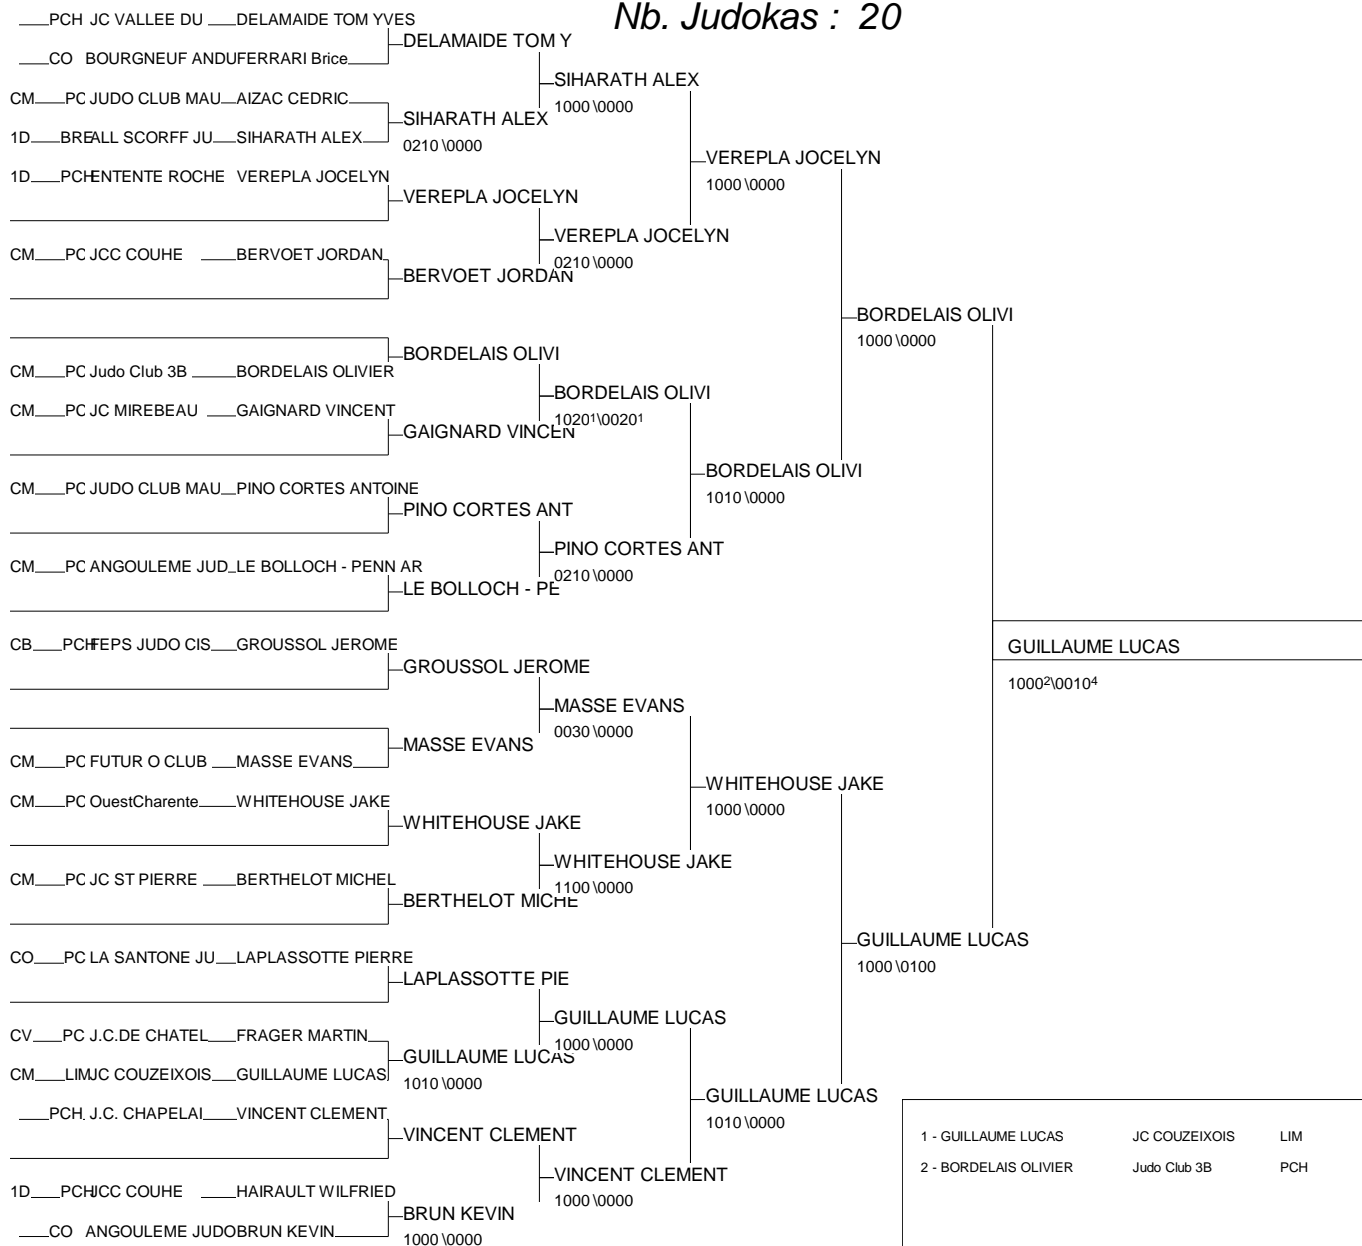 Nb. Judokas : 20
PCH JC VALLEE DU DELAMAIDE TOM YVES
DELAMAIDE TOM Y
CO BOURGNEUF ANDUFERRARI Brice
SIHARATH ALEX
1000 \0000
CM PC JUDO CLUB MAU AIZAC CEDRIC
SIHARATH ALEX
0210 \0000
1D BREALL SCORFF JU SIHARATH ALEX
VEREPLA JOCELYN
1000 \0000
1D PCHENTENTE ROCHE VEREPLA JOCELYN
VEREPLA JOCELYN
VEREPLA JOCELYN
0210 \0000
CM PC JCC COUHE BERVOET JORDAN
BERVOET JORDAN
BORDELAIS OLIVI
1000 \0000
BORDELAIS OLIVI
CM PC Judo Club 3B BORDELAIS OLIVIER
BORDELAIS OLIVI
1020¹\0020¹
CM PC JC MIREBEAU GAIGNARD VINCENT
GAIGNARD VINCEN
BORDELAIS OLIVI
1010 \0000
CM PC JUDO CLUB MAU PINO CORTES ANTOINE
PINO CORTES ANT
PINO CORTES ANT
0210 \0000
CM PC ANGOULEME JUD LE BOLLOCH - PENN AR
LE BOLLOCH - PE
GUILLAUME LUCAS
1000²\0010⁴
CB PCHFEPS JUDO CIS GROUSSOL JEROME
GROUSSOL JEROME
MASSE EVANS
0030 \0000
MASSE EVANS
CM PC FUTUR O CLUB MASSE EVANS
WHITEHOUSE JAKE
1000 \0000
CM PC OuestCharente WHITEHOUSE JAKE
WHITEHOUSE JAKE
WHITEHOUSE JAKE
1100 \0000
CM PC JC ST PIERRE BERTHELOT MICHEL
BERTHELOT MICHE
GUILLAUME LUCAS
1000 \0100
CO PC LA SANTONE JU LAPLASSOTTE PIERRE
LAPLASSOTTE PIE
GUILLAUME LUCAS
1000 \0000
CV PC J.C.DE CHATEL FRAGER MARTIN
GUILLAUME LUCAS
1010 \0000
CM LIMJC COUZEIXOIS GUILLAUME LUCAS
GUILLAUME LUCAS
1010 \0000
PCH J.C. CHAPELAI VINCENT CLEMENT
VINCENT CLEMENT
VINCENT CLEMENT
1000 \0000
1D PCHJCC COUHE HAIRAULT WILFRIED
BRUN KEVIN
1000 \0000
CO ANGOULEME JUDOBRUN KEVIN
1 - GUILLAUME LUCAS JC COUZEIXOIS LIM
2 - BORDELAIS OLIVIER Judo Club 3B PCH